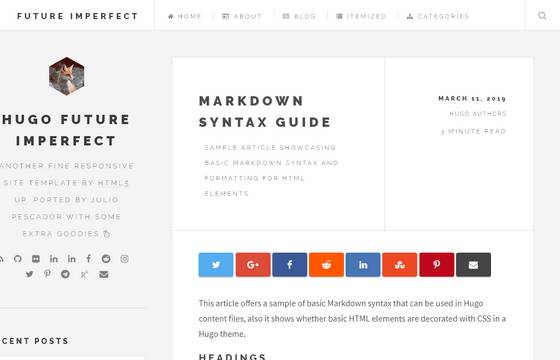 FUTURE IMPERFECT
HOME
ABOUT
BLOG
ITEMIZED
CATEGORIES
HUGO FUTURE
IMPERFECT
ANOTHER FINE RESPONSIVE
SITE TEMPLATE BY HTML5
UP. PORTED BY JULIO
PESCADOR WITH SOME
EXTRA GOODIES
CENT POSTS
MARKDOWN
SYNTAX GUIDE
SAMPLE ARTICLE SHOWCASING
BASIC MARKDOWN SYNTAX AND
FORMATTING FOR HTML
ELEMENTS
MARCH 11, 2019
HUGO AUTHORS
3 MINUTE READ
This article offers a sample of basic Markdown syntax that can be used in Hugo
content files, also it shows whether basic HTML elements are decorated with CSS in a
Hugo theme.
HEADINGS